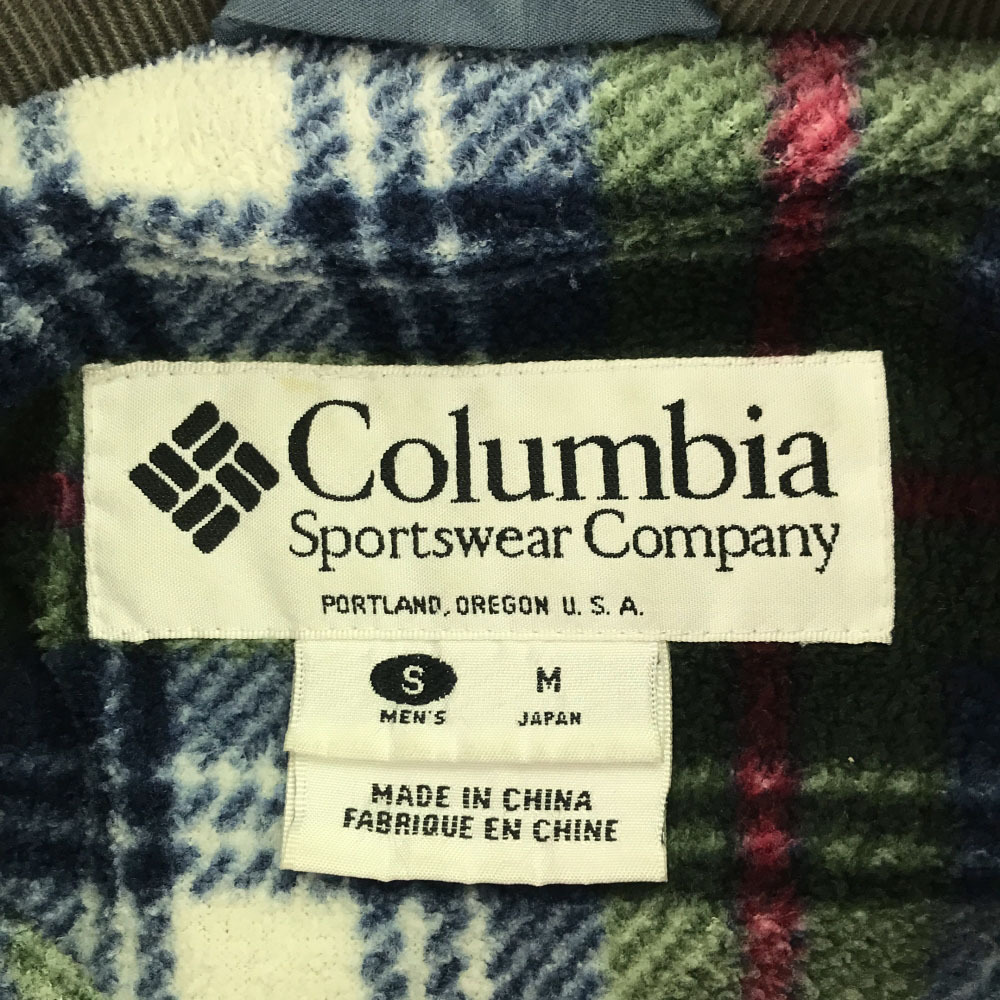 Columbia
Sportswear Company
PORTLAND, OREGON U. S. A.
S M
MEN'S JAPAN
MADE IN CHINA
FABRIQUE EN CHINE